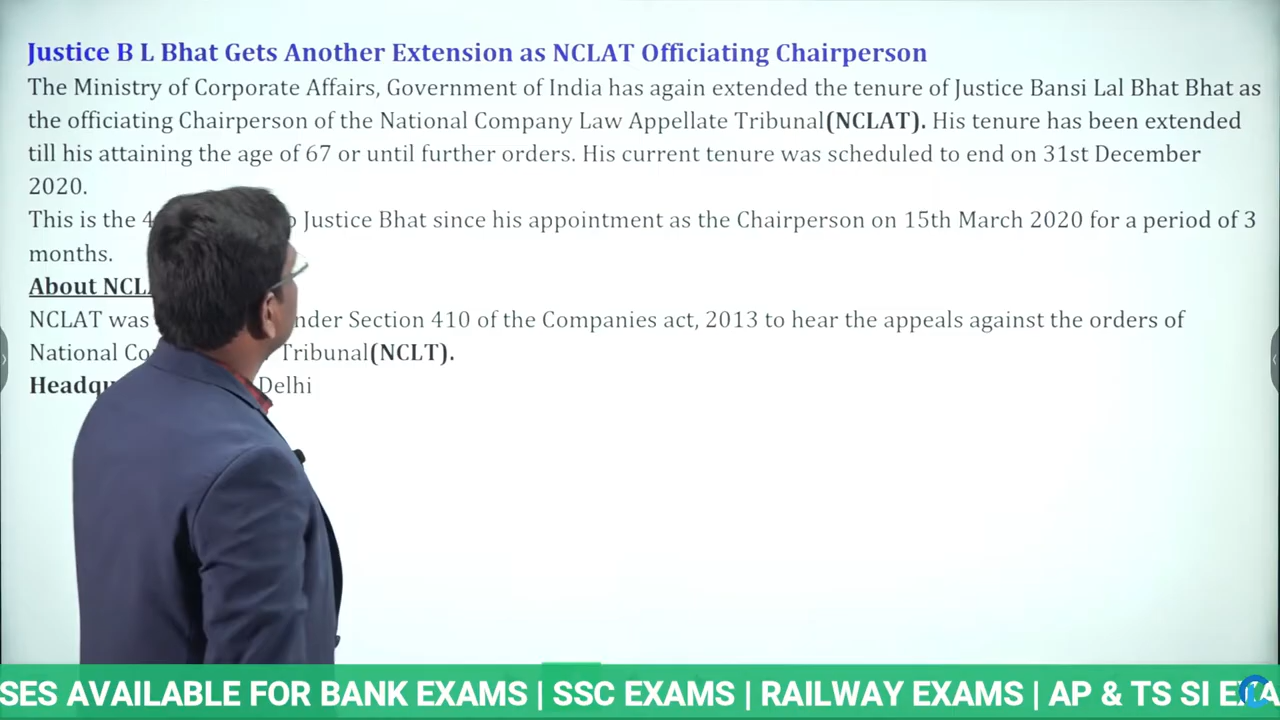 Justice B L Bhat Gets Another Extension as NCLAT Officiating Chairperson
The Ministry of Corporate Affairs, Government of India has again extended the tenure of Justice Bansi Lal Bhat Bhat as
the officiating Chairperson of the National Company Law Appellate Tribunal(NCLAT). His tenure has been extended
till his attaining the age of 67 or until further orders. His current tenure was scheduled to end on 31st December
2020.
This is the Justice Bhat since his appointment as the Chairperson on 15th March 2020 for a period of 3
months.
About
NCLAT was Section 410 of the Companies act, 2013 to hear the appeals against the orders of
National Tribunal(NCLT).
Delhi
SES AVAILABLE FOR BANK EXAMS | SSC EXAMS | RAILWAY EXAMS | AP & TS SI